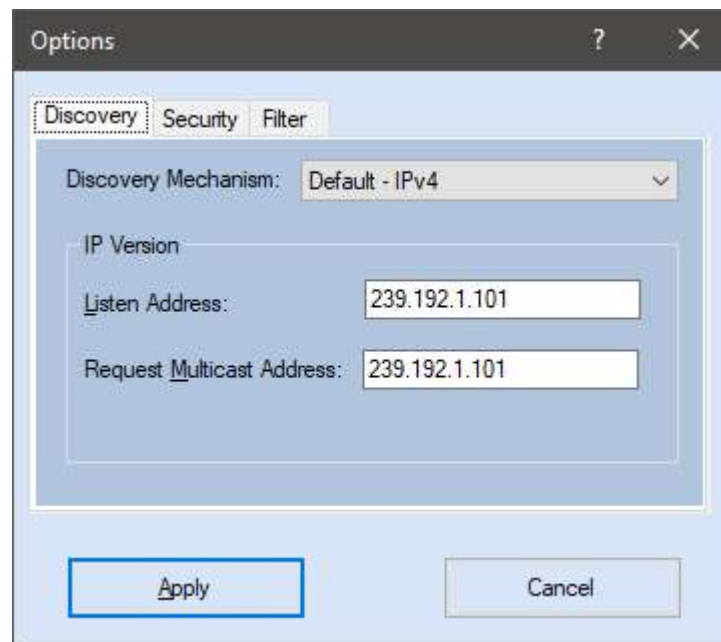 Options ? ×
Discovery Security Filter
Discovery Mechanism: Default - IPv4
IP Version
Listen Address: 239.192.1.101
Request Multicast Address: 239.192.1.101
Apply Cancel